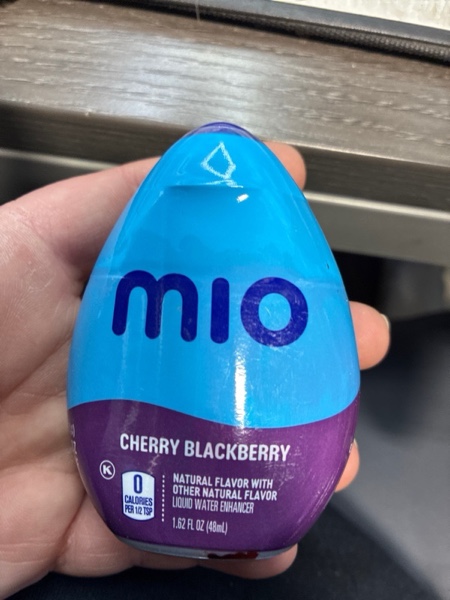 mio
CHERRY BLACKBERRY
K
0
CALORIES
PER 1/2 TSP
NATURAL FLAVOR WITH
OTHER NATURAL FLAVOR
LIQUID WATER ENHANCER
1.62 FL OZ (48mL)